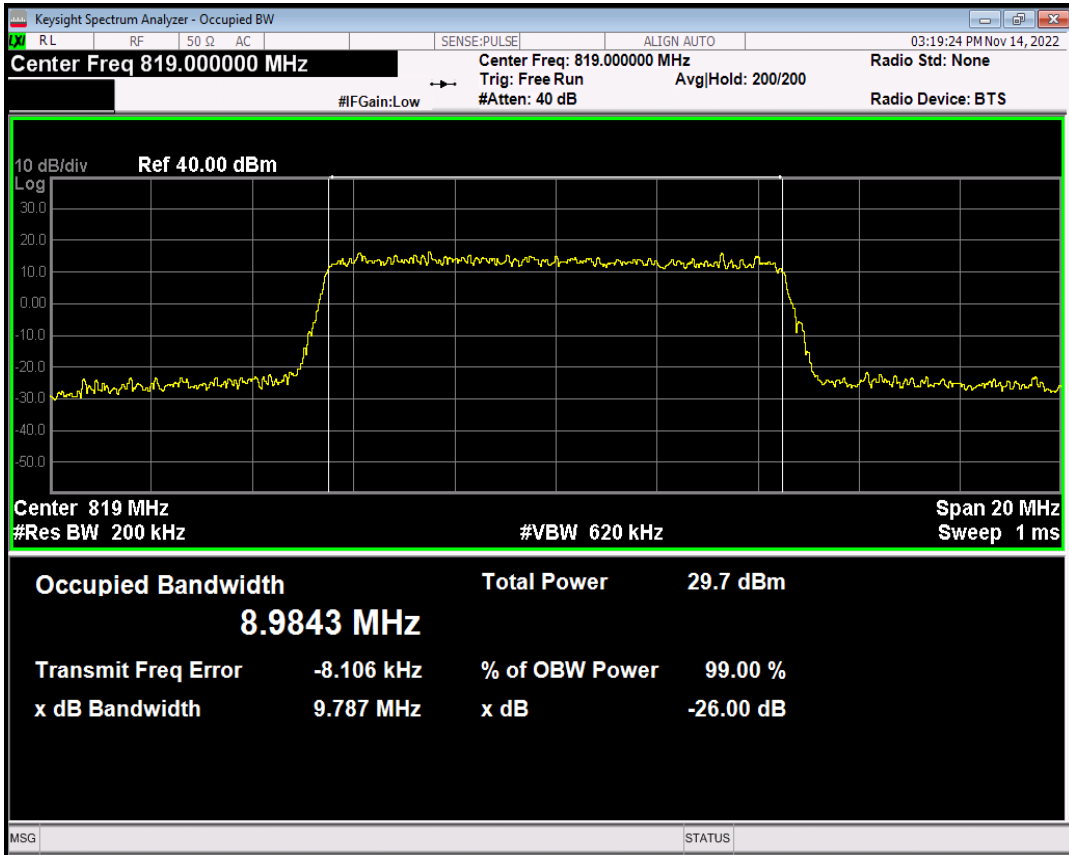 Keysight Spectrum Analyzer - Occupied BW
LXI RL RF 50 Ω AC SENSE:PULSE ALIGN AUTO 03:19:24 PM Nov 14, 2022
Center Freq 819.000000 MHz Center Freq: 819.000000 MHz Radio Std: None
Trig: Free Run Avg|Hold: 200/200
#IFGain:Low #Atten: 40 dB Radio Device: BTS
10 dB/div Ref 40.00 dBm
Log
30.0
20.0
10.0
0.00
-10.0
-20.0
-30.0
-40.0
-50.0
Center 819 MHz Span 20 MHz
#Res BW 200 kHz #VBW 620 kHz Sweep 1 ms
Occupied Bandwidth Total Power 29.7 dBm
8.9843 MHz
Transmit Freq Error -8.106 kHz % of OBW Power 99.00 %
x dB Bandwidth 9.787 MHz x dB -26.00 dB
MSG STATUS